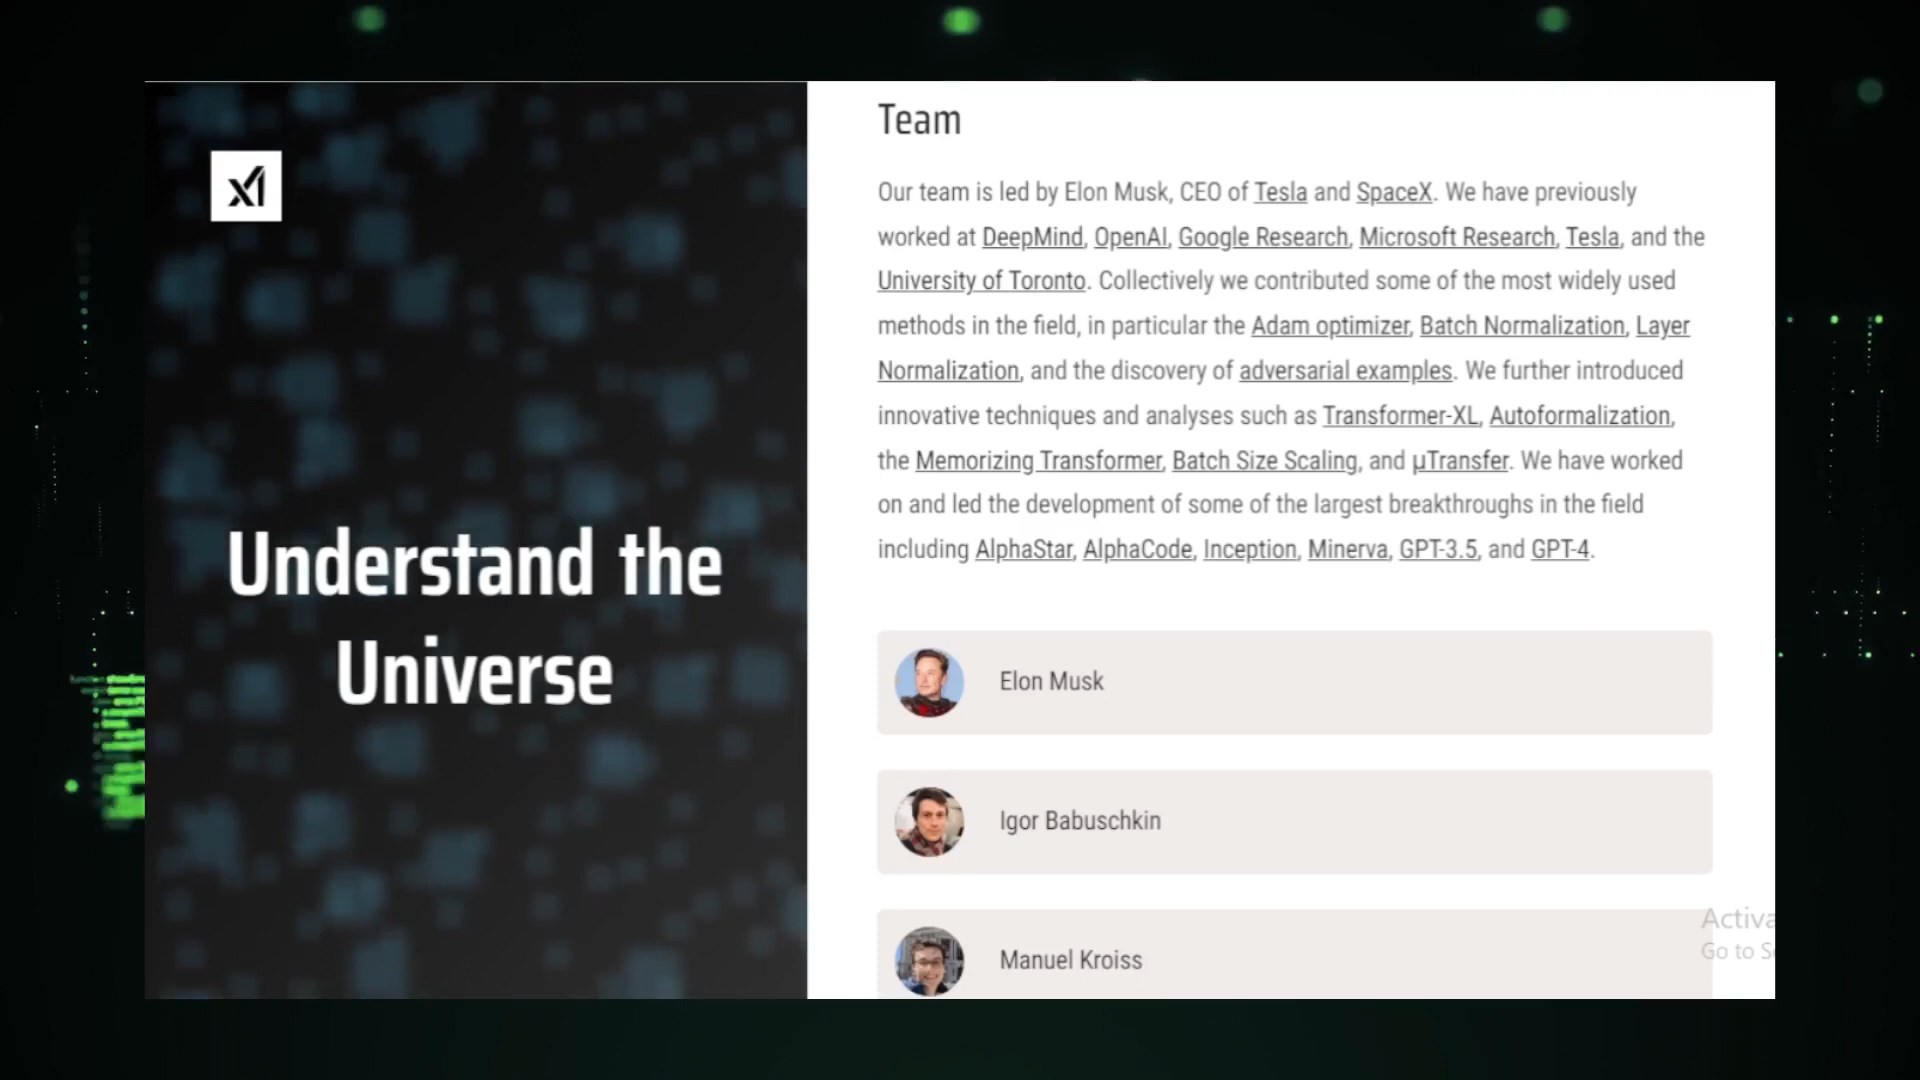 xI
Understand the
Universe
Team
Our team is led by Elon Musk, CEO of Tesla and SpaceX. We have previously
worked at DeepMind, OpenAI, Google Research, Microsoft Research, Tesla, and the
University of Toronto. Collectively we contributed some of the most widely used
methods in the field, in particular the Adam optimizer, Batch Normalization, Layer
Normalization, and the discovery of adversarial examples. We further introduced
innovative techniques and analyses such as Transformer-XL, Autoformalization,
the Memorizing Transformer, Batch Size Scaling, and μTransfer. We have worked
on and led the development of some of the largest breakthroughs in the field
including AlphaStar, AlphaCode, Inception, Minerva, GPT-3.5, and GPT-4.
Elon Musk
Igor Babuschkin
Manuel Kroiss
Activa
Go to S